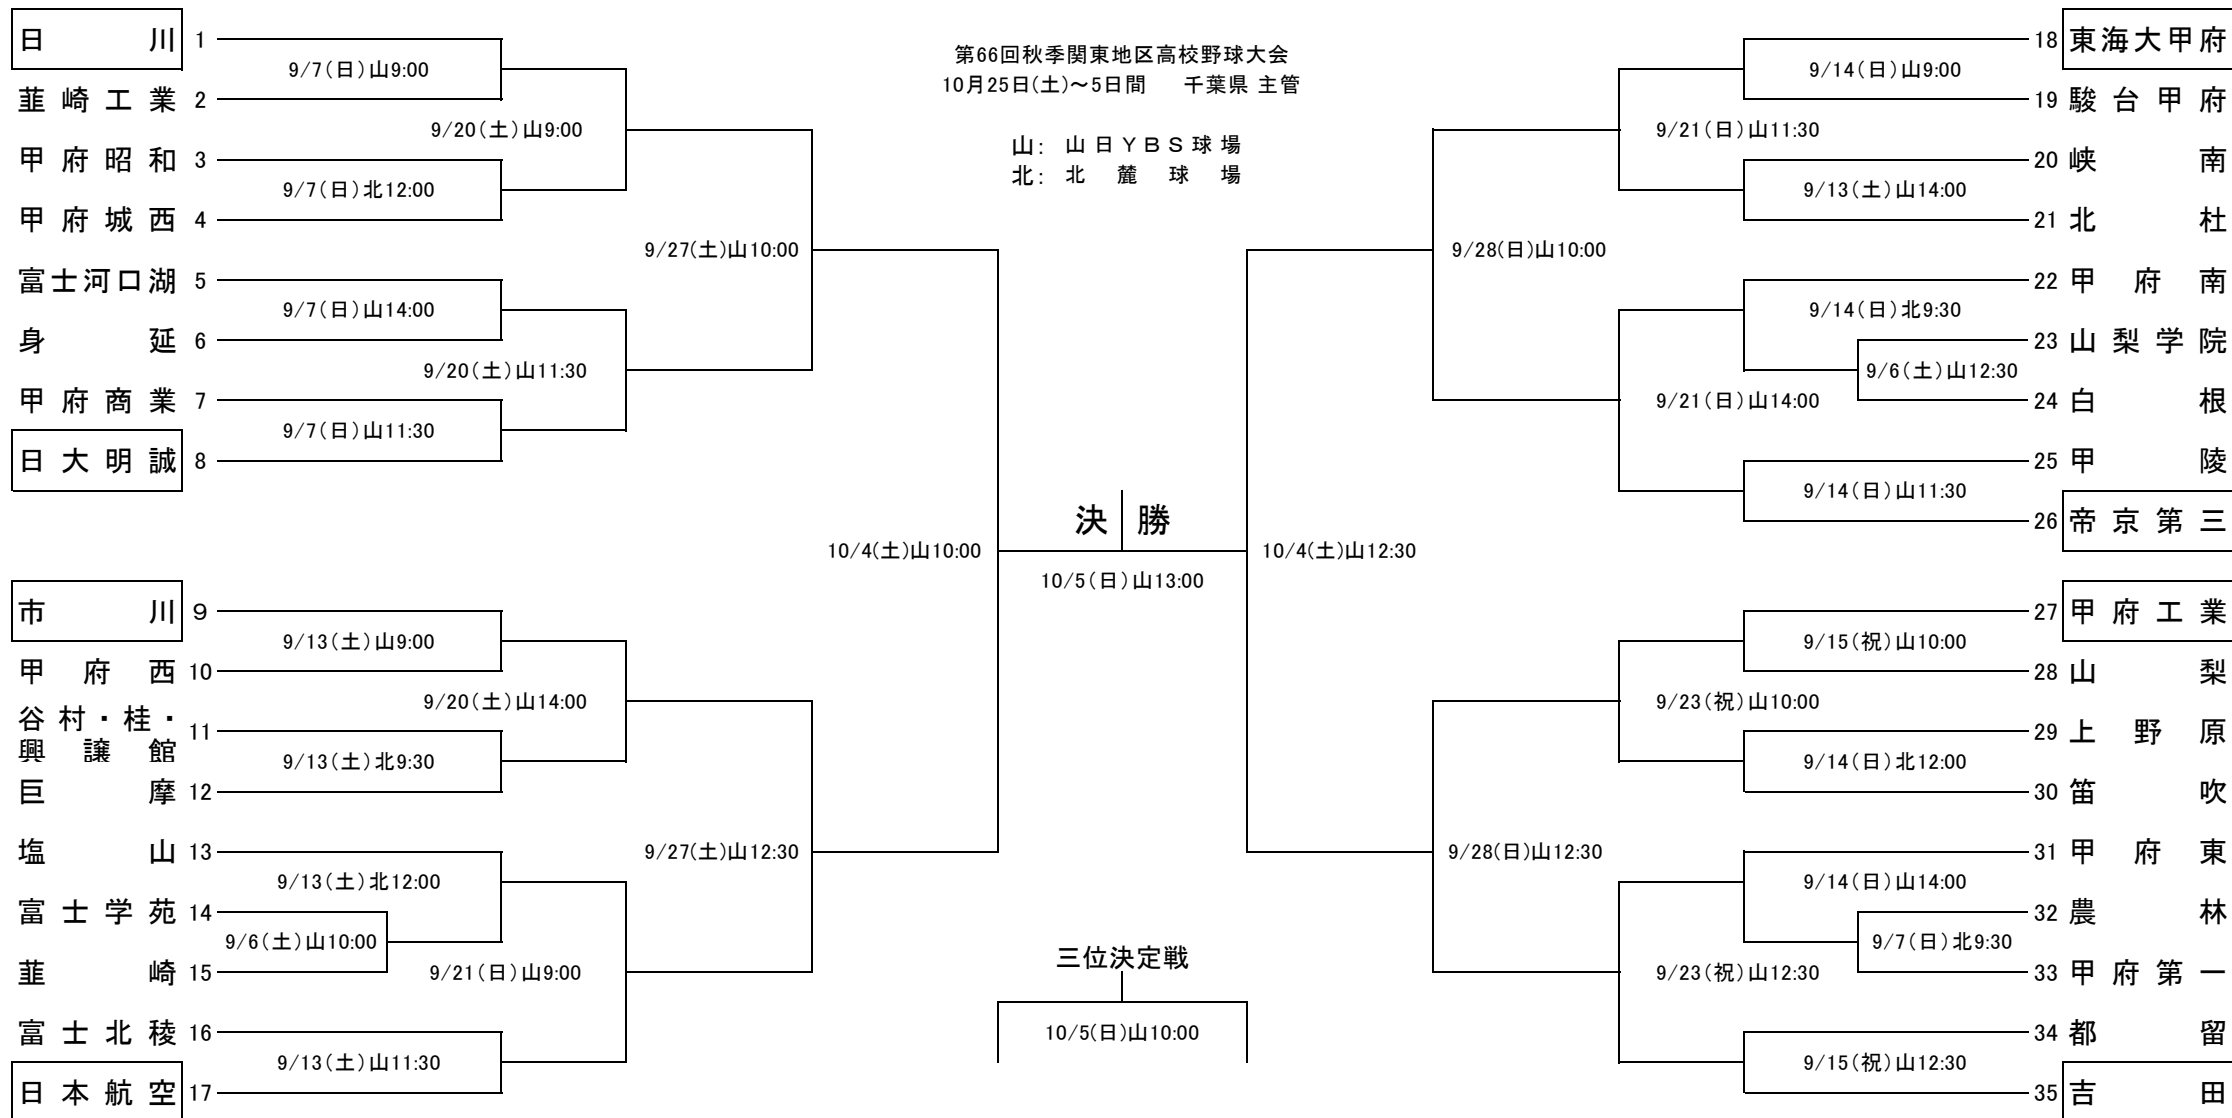 第66回秋季関東地区高校野球大会
10月25日(土)～5日間　千葉県 主管
山： 山日YBS球場
北： 北麓球場
日川 1
9/7(日)山9:00
韮崎工業 2
9/20(土)山9:00
甲府昭和 3
9/7(日)北12:00
甲府城西 4
9/27(土)山10:00
富士河口湖 5
9/7(日)山14:00
身延 6
9/20(土)山11:30
甲府商業 7
9/7(日)山11:30
日大明誠 8
10/4(土)山10:00
市川 9
9/13(土)山9:00
甲府西 10
9/20(土)山14:00
谷村・桂・
興譲館 11
9/13(土)北9:30
巨摩 12
9/27(土)山12:30
塩山 13
9/13(土)北12:00
富士学苑 14
9/6(土)山10:00
韮崎 15
9/21(日)山9:00
富士北稜 16
9/13(土)山11:30
日本航空 17
決勝
10/5(日)山13:00
三位決定戦
10/5(日)山10:00
18 東海大甲府
9/14(日)山9:00
19 駿台甲府
9/21(日)山11:30
20 峡南
9/13(土)山14:00
21 北杜
9/28(日)山10:00
22 甲府南
9/14(日)北9:30
23 山梨学院
9/6(土)山12:30
24 白根
9/21(日)山14:00
25 甲陵
9/14(日)山11:30
26 帝京第三
10/4(土)山12:30
27 甲府工業
9/15(祝)山10:00
28 山梨
9/23(祝)山10:00
29 上野原
9/14(日)北12:00
30 笛吹
9/28(日)山12:30
31 甲府東
9/14(日)山14:00
32 農林
9/7(日)北9:30
33 甲府第一
9/23(祝)山12:30
34 都留
9/15(祝)山12:30
35 吉田